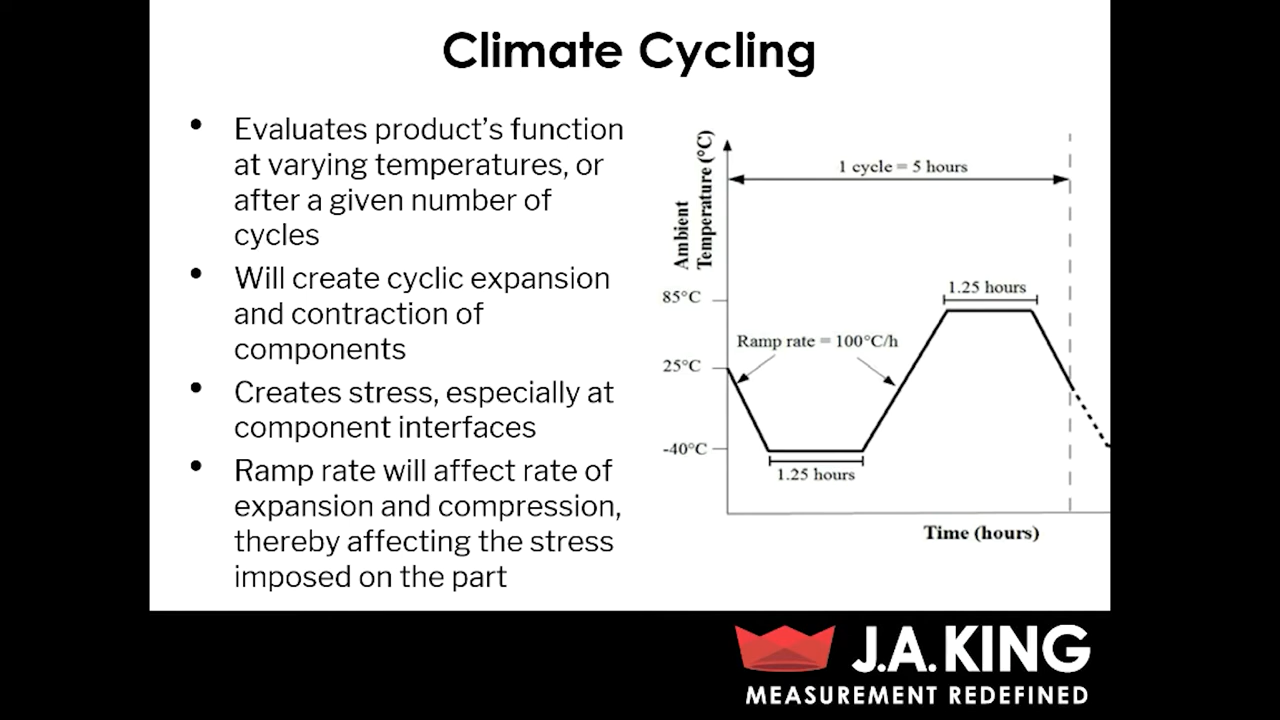 Climate Cycling
• Evaluates product's function
at varying temperatures, or
after a given number of
cycles
• Will create cyclic expansion
and contraction of
components
• Creates stress, especially at
component interfaces
• Ramp rate will affect rate of
expansion and compression,
thereby affecting the stress
imposed on the part
Ambient
Temperature (°C)
1 cycle = 5 hours
85°C
1.25 hours
Ramp rate = 100°C/h
25°C
-40°C
1.25 hours
Time (hours)
J.A. KING
MEASUREMENT REDEFINED